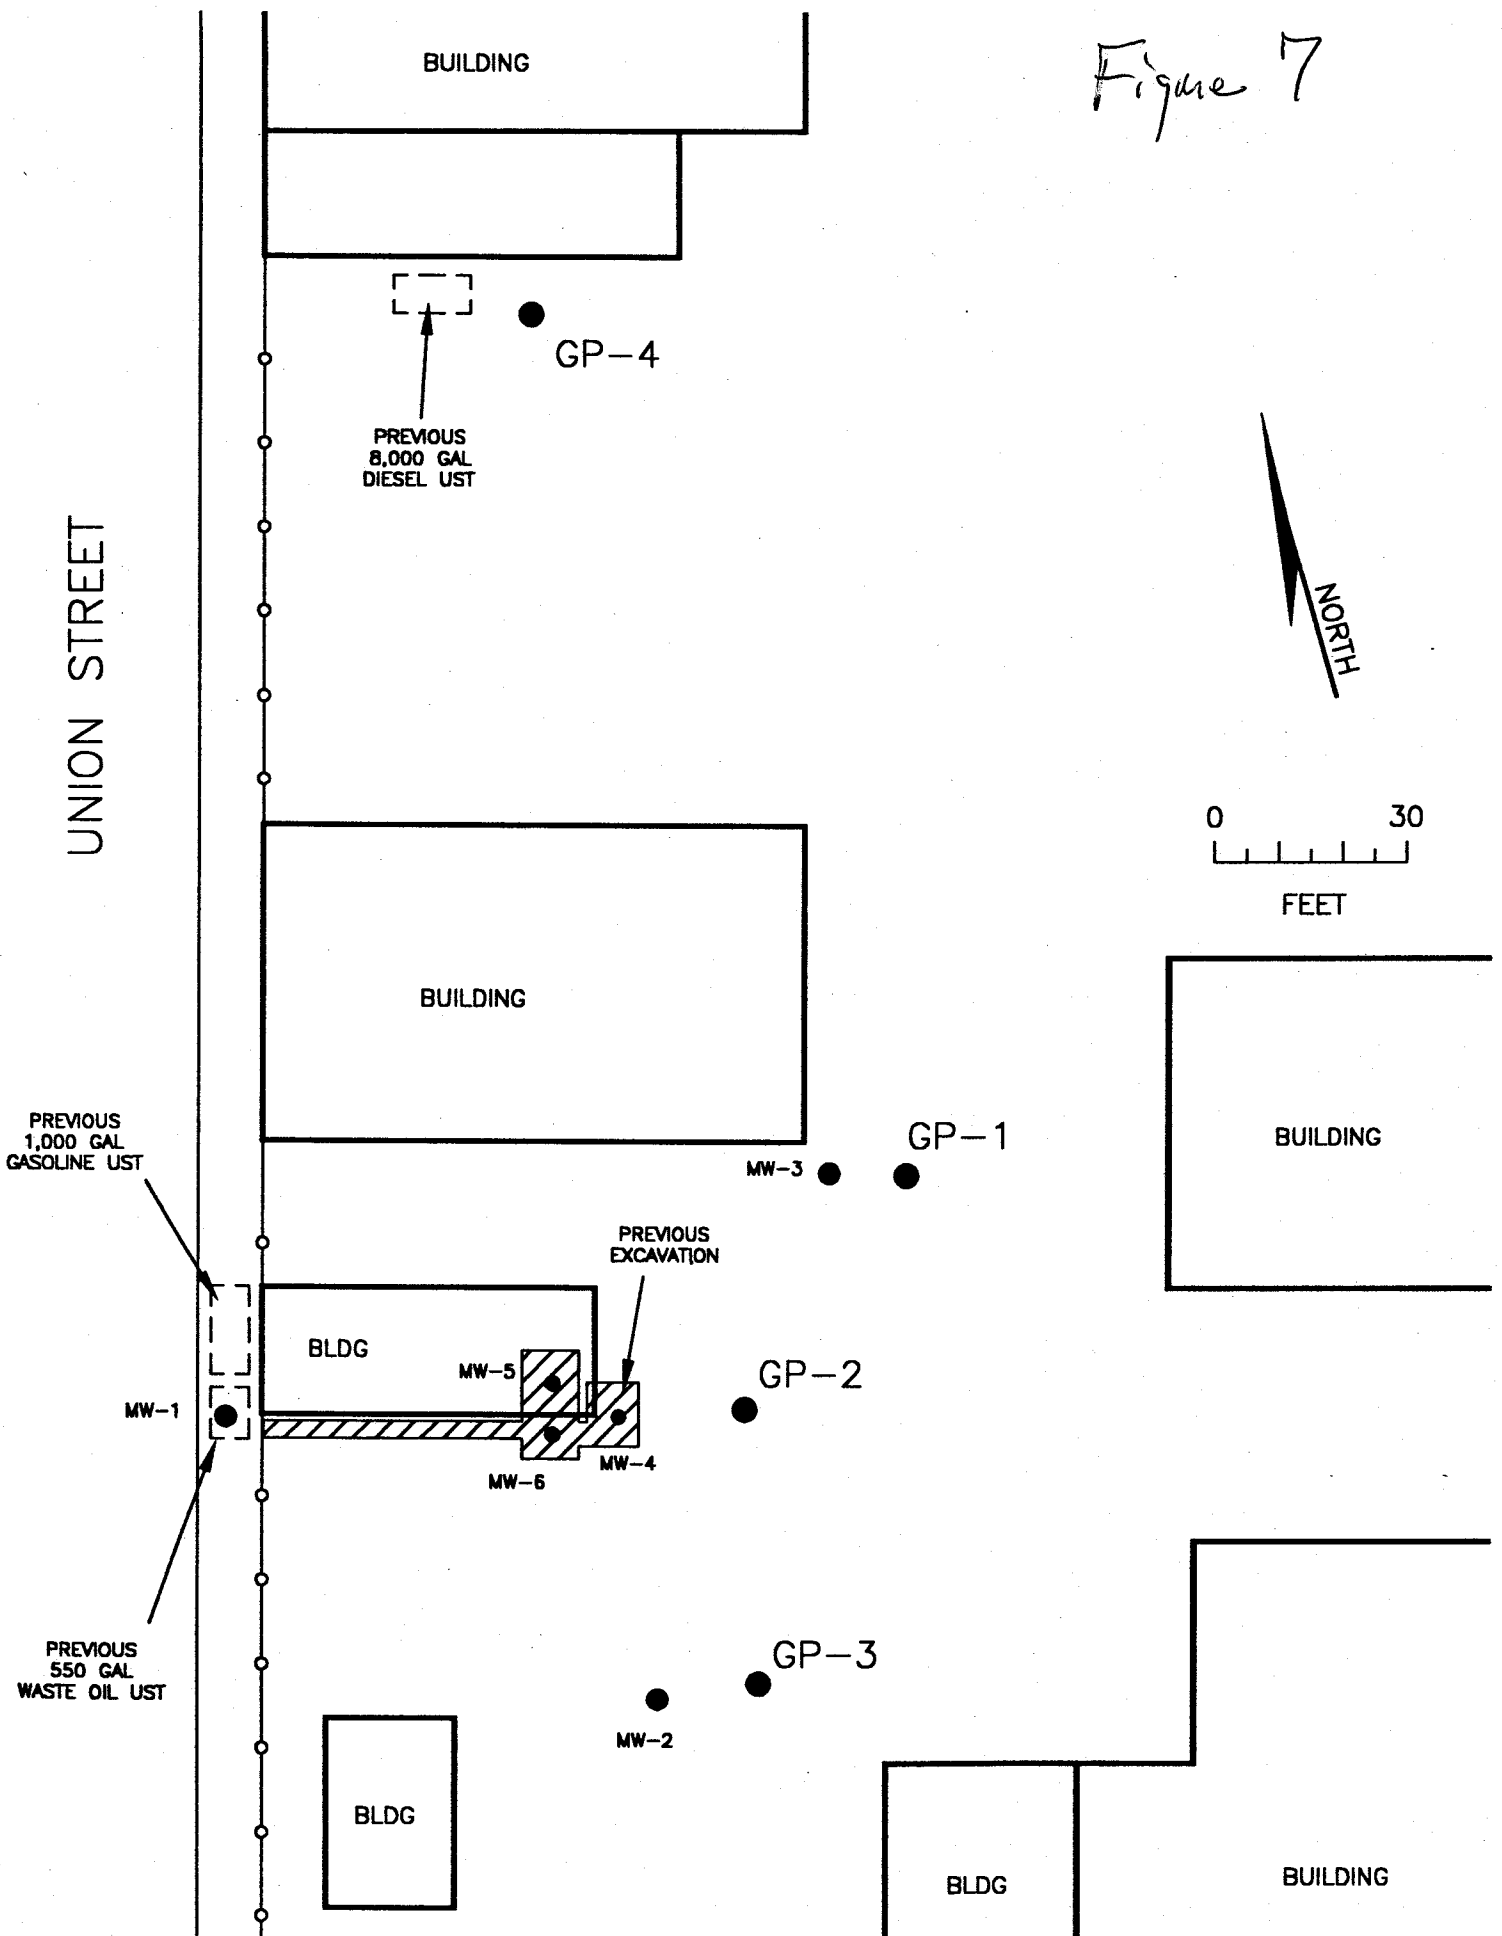 Figure 7
BUILDING
GP-4
PREVIOUS
8,000 GAL
DIESEL UST
UNION STREET
NORTH
0 30
FEET
BUILDING
PREVIOUS
1,000 GAL
GASOLINE UST
GP-1
MW-3
BUILDING
PREVIOUS
EXCAVATION
BLDG
MW-5
GP-2
MW-1
MW-4
MW-6
PREVIOUS
550 GAL
WASTE OIL UST
GP-3
MW-2
BLDG
BLDG
BUILDING